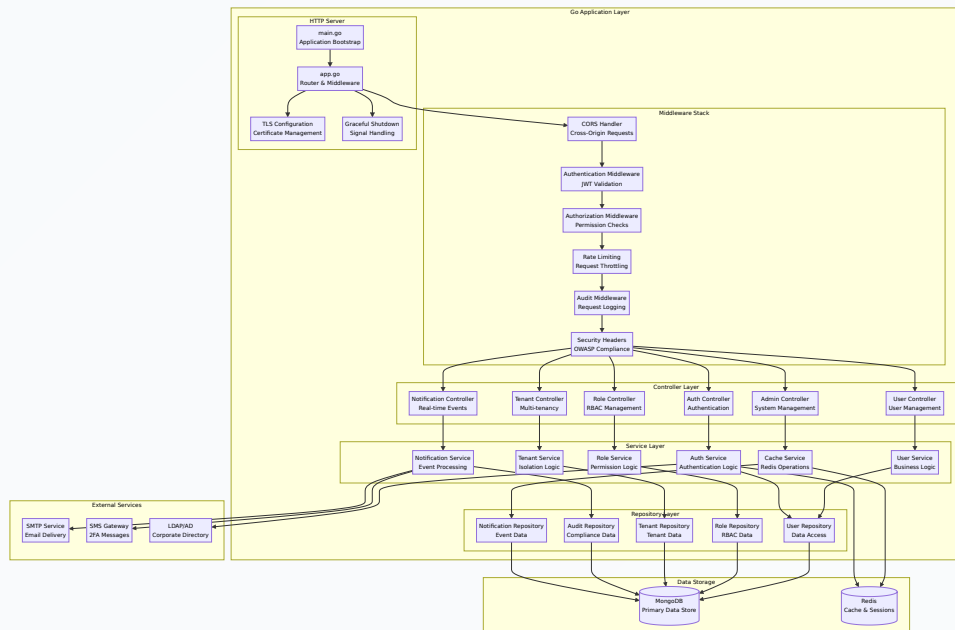 Go Application Layer
HTTP Server
main.go
Application Bootstrap
app.go
Router & Middleware
TLS Configuration
Certificate Management
Graceful Shutdown
Signal Handling
Middleware Stack
CORS Handler
Cross-Origin Requests
Authentication Middleware
JWT Validation
Authorization Middleware
Permission Checks
Rate Limiting
Request Throttling
Audit Middleware
Request Logging
Security Headers
OWASP Compliance
Controller Layer
Notification Controller
Real-time Events
Tenant Controller
Multi-tenancy
Role Controller
RBAC Management
Auth Controller
Authentication
Admin Controller
System Management
User Controller
User Management
Service Layer
Notification Service
Event Processing
Tenant Service
Isolation Logic
Role Service
Permission Logic
Auth Service
Authentication Logic
Cache Service
Redis Operations
User Service
Business Logic
External Services
SMTP Service
Email Delivery
SMS Gateway
2FA Messages
LDAP/AD
Corporate Directory
Repository Layer
Notification Repository
Event Data
Audit Repository
Compliance Data
Tenant Repository
Tenant Data
Role Repository
RBAC Data
User Repository
Data Access
Data Storage
MongoDB
Primary Data Store
Redis
Cache & Sessions